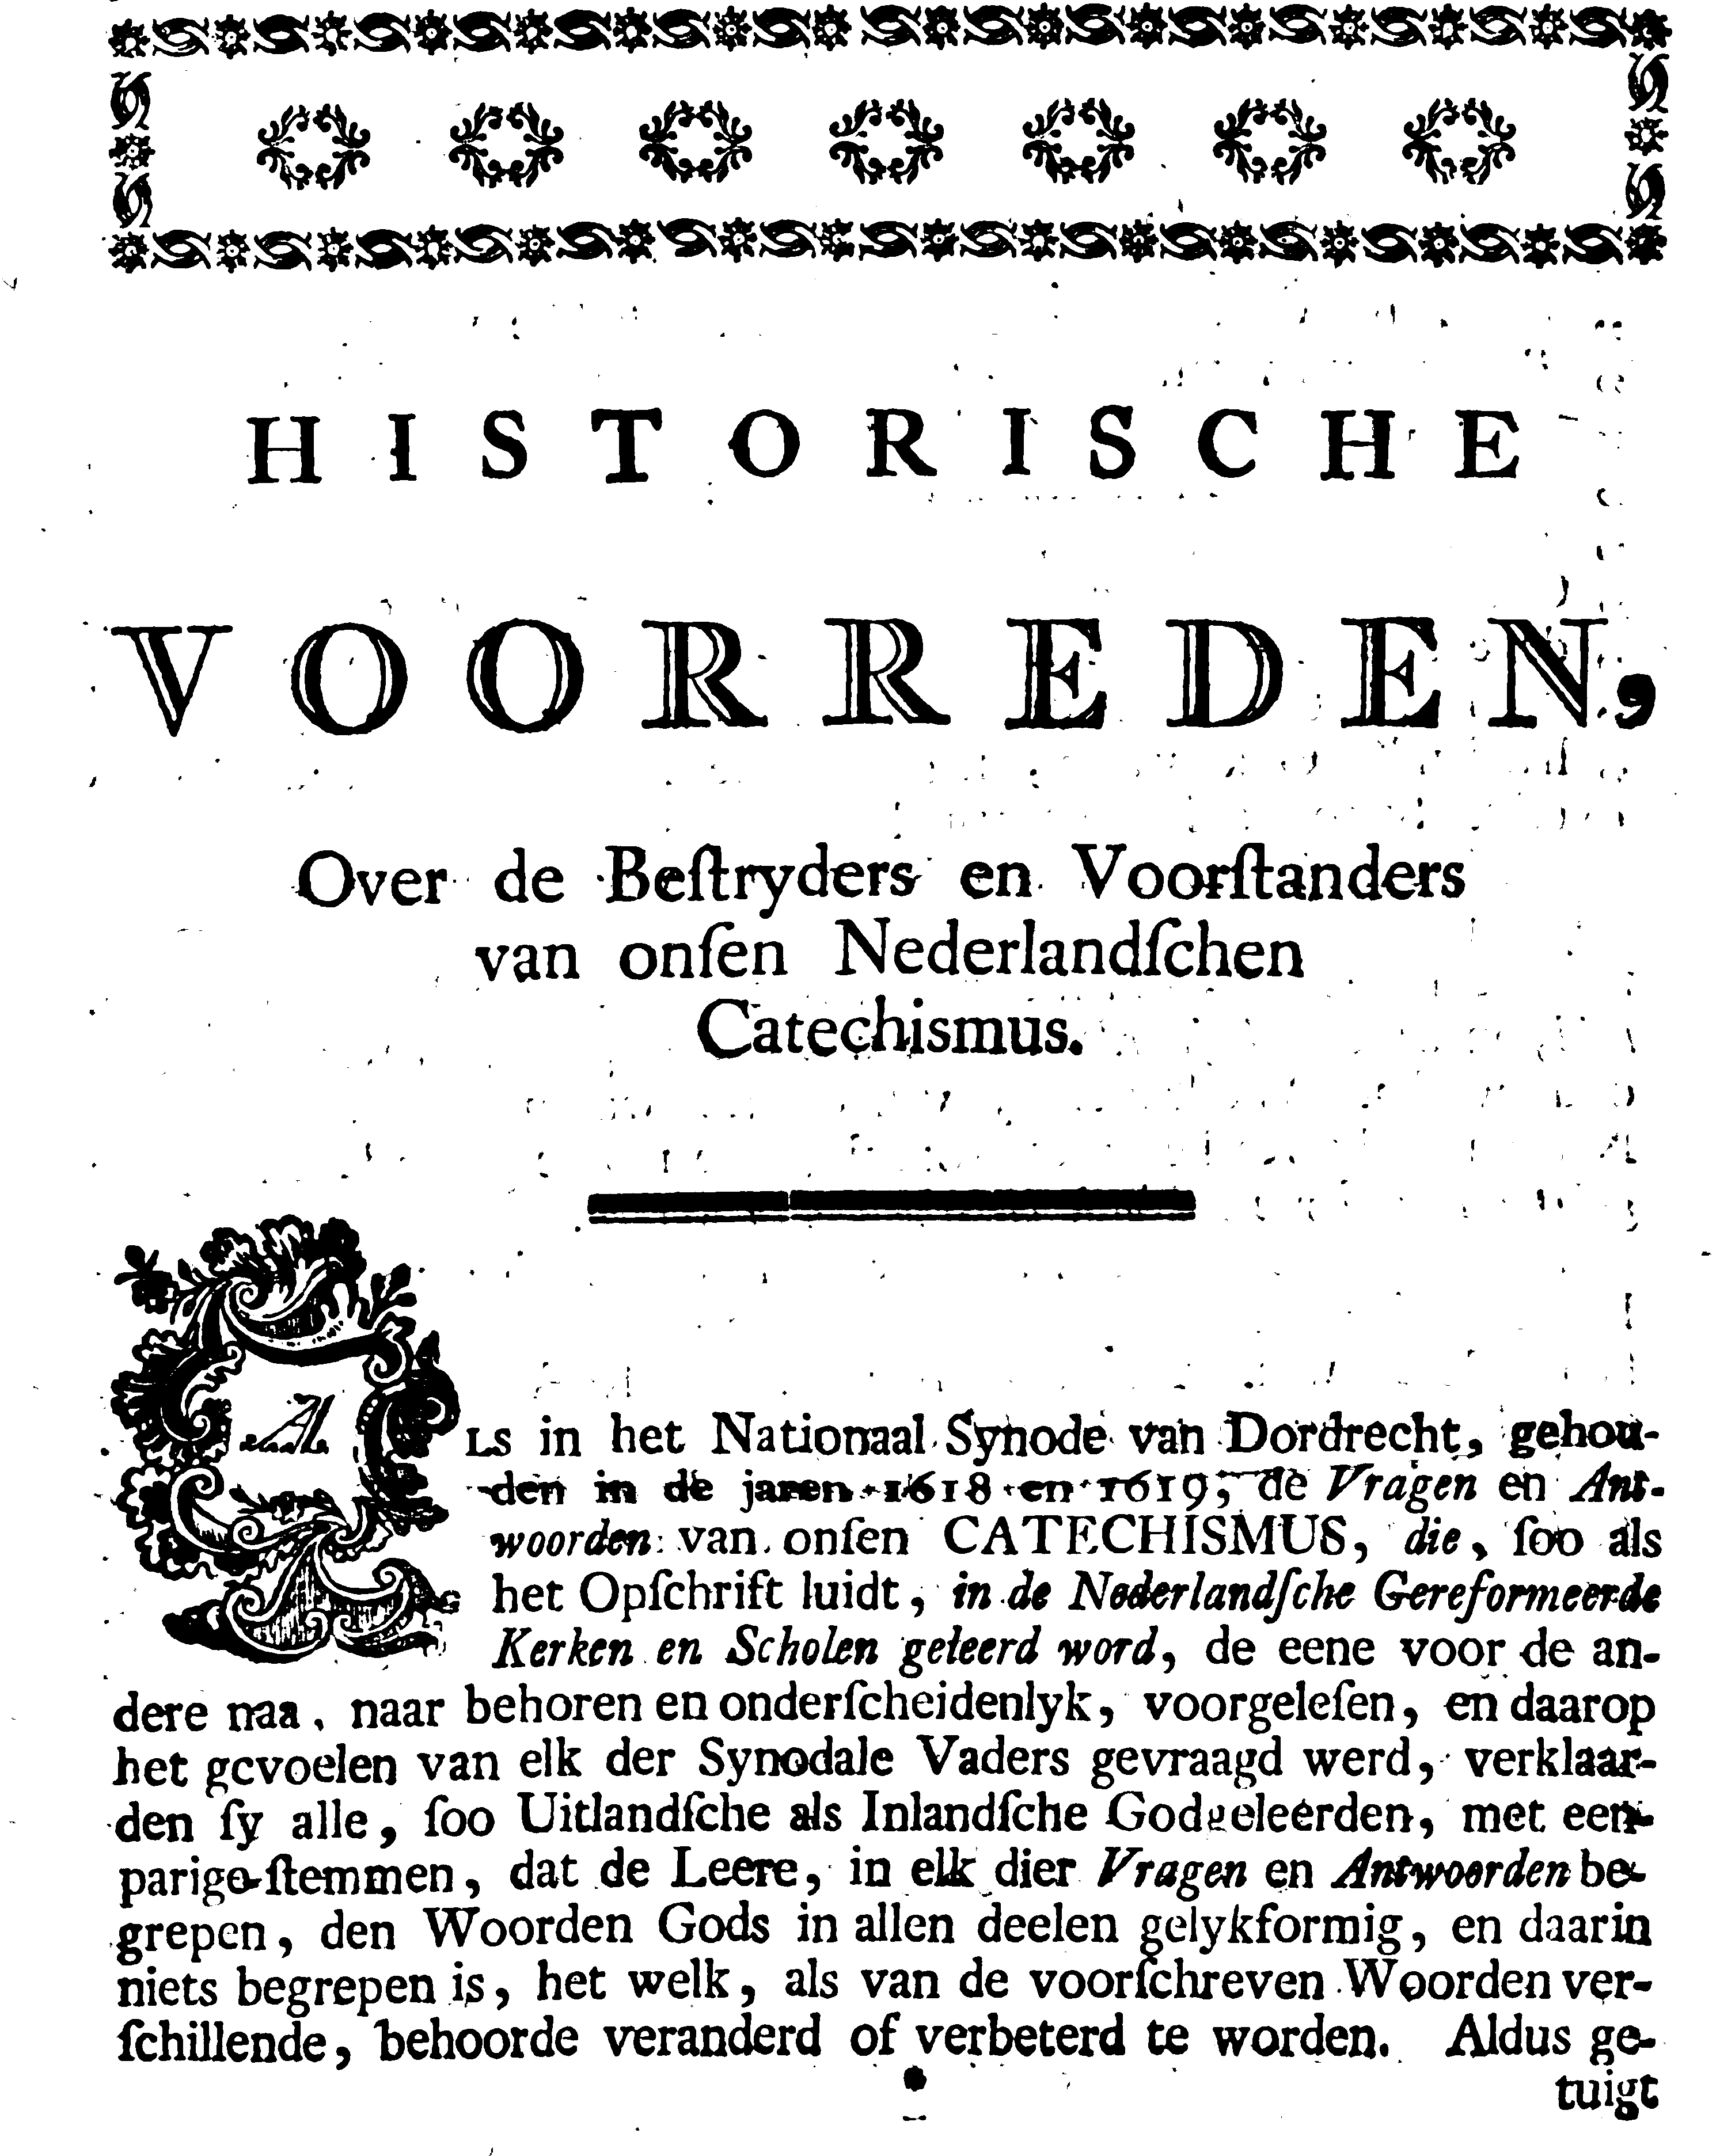 HISTORISCHE
VOORREDEN,
Over de Beſtryders en Voorſtanders
van onſen Nederlandſchen
Catechismus.
ALS in het Nationaal Synode van Dordrecht, gehou-
den in de jaren 1618 en 1619, de Vragen en Ant-
woorden van onſen CATECHISMUS, die, ſoo als
het Opſchrift luidt, in de Nederlandſche Gereformeerde
Kerken en Scholen geleerd word, de eene voor de an-
dere naa, naar behoren en onderſcheidenlyk, voorgeleſen, en daarop
het gevoelen van elk der Synodale Vaders gevraagd werd, verklaar-
den ſy alle, ſoo Uitlandſche als Inlandſche Godgeleerden, met een-
parige ſtemmen, dat de Leere, in elk dier Vragen en Antwoorden be-
grepen, den Woorden Gods in allen deelen gelykformig, en daarin
niets begrepen is, het welk, als van de voorſchreven Woorden ver-
ſchillende, behoorde veranderd of verbeterd te worden. Aldus ge-
tuigt